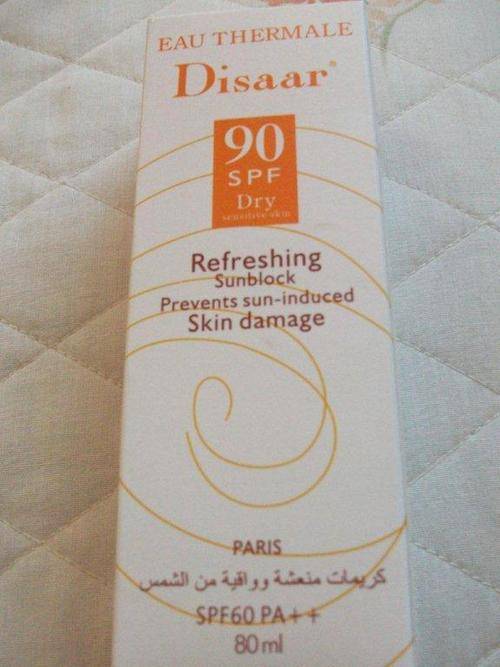 EAU THERMALE
Disaar®
90
SPF
Dry
sensitive skin
Refreshing
Sunblock
Prevents sun-induced
Skin damage
PARIS
كريمات منعشة وواقية من الشمس
SPF60 PA++
80ml